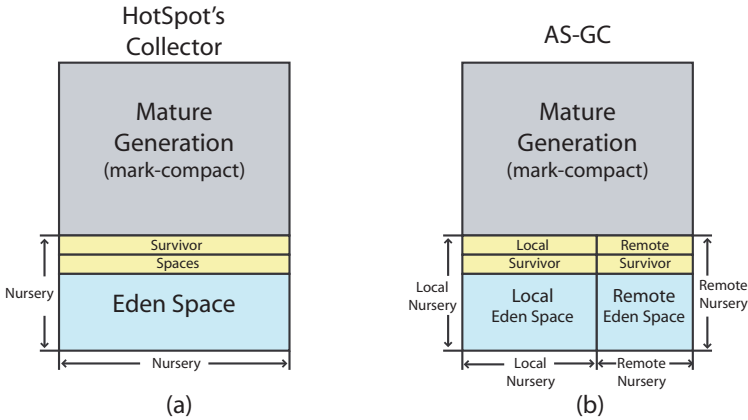 HotSpot's
Collector
Mature
Generation
(mark-compact)
Survivor
Spaces
Eden Space
Nursery
Nursery
(a)
AS-GC
Mature
Generation
(mark-compact)
Local
Survivor
Remote
Survivor
Local
Eden Space
Remote
Eden Space
Local
Nursery
Remote
Nursery
Local
Nursery
Remote
Nursery
(b)